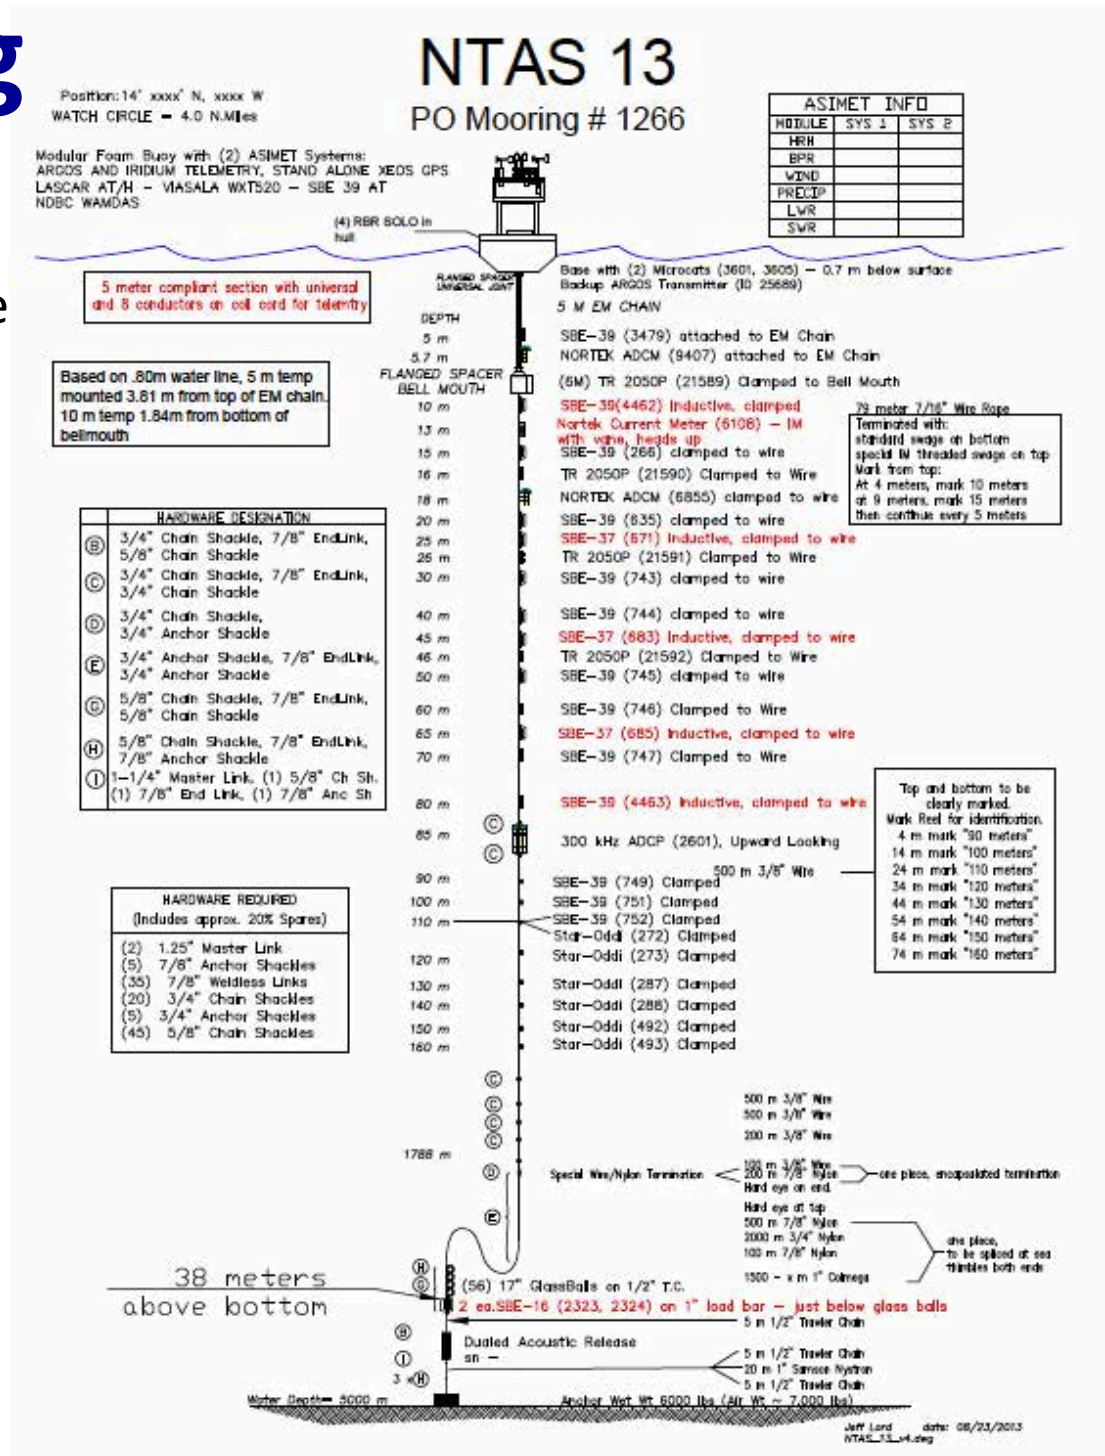 g
e
NTAS 13
PO Mooring # 1266
Position: 14° xxxx' N, xxxx W
WATCH CIRCLE = 4.0 N.Miles
Modular Foam Buoy with (2) ASIMET Systems:
ARGOS AND IRIDIUM TELEMETRY, STAND ALONE XEOS GPS
LASCAR AT/H - VIASALA WXT520 - SBE 39 AT
NDBC WAMDAS
ASIMET INFO
MODULE SYS 1 SYS 2
HRH
BPR
WIND
PRECIP
LWR
SWR
(4) RBR SOLO in
hull
5 meter compliant section with universal
and 8 conductors on coil cord for telemtry
FLANGED SPACER
UNIVERSAL JOINT
Base with (2) Microcats (3601, 3605) - 0.7 m below surface
Backup ARGOS Transmitter (ID 25689)
5 M EM CHAIN
DEPTH
5 m SBE-39 (3479) attached to EM Chain
5.7 m NORTEK ADCM (9407) attached to EM Chain
FLANGED SPACER
BELL MOUTH (6M) TR 2050P (21589) Clamped to Bell Mouth
Based on .80m water line, 5 m temp
mounted 3.81 m from top of EM chain.
10 m temp 1.84m from bottom of
bellmouth
10 m SBE-39(4462) Inductive, clamped
13 m Nortek Current Meter (6108) - IM
with vane, heads up
15 m SBE-39 (266) clamped to wire
16 m TR 2050P (21590) Clamped to Wire
18 m NORTEK ADCM (6855) clamped to wire
20 m SBE-39 (635) clamped to wire
25 m SBE-37 (671) Inductive, clamped to wire
26 m TR 2050P (21591) Clamped to Wire
30 m SBE-39 (743) clamped to wire
40 m SBE-39 (744) clamped to wire
45 m SBE-37 (683) Inductive, clamped to wire
46 m TR 2050P (21592) Clamped to Wire
50 m SBE-39 (745) clamped to wire
60 m SBE-39 (746) Clamped to Wire
65 m SBE-37 (685) Inductive, clamped to wire
70 m SBE-39 (747) Clamped to Wire
80 m SBE-39 (4463) Inductive, clamped to wire
85 m 300 kHz ADCP (2601), Upward Looking
C
C
79 meter 7/16" Wire Rope
Terminated with:
standard swage on bottom
special IM threaded swage on top
Mark from top:
At 4 meters, mark 10 meters
at 9 meters, mark 15 meters
then continue every 5 meters
HARDWARE DESIGNATION
B 3/4" Chain Shackle, 7/8" EndLink,
5/8" Chain Shackle
C 3/4" Chain Shackle, 7/8" EndLink,
3/4" Chain Shackle
D 3/4" Chain Shackle,
3/4" Anchor Shackle
E 3/4" Anchor Shackle, 7/8" EndLink,
3/4" Anchor Shackle
G 5/8" Chain Shackle, 7/8" EndLink,
5/8" Chain Shackle
H 5/8" Chain Shackle, 7/8" EndLink,
7/8" Anchor Shackle
I 1-1/4" Master Link, (1) 5/8" Ch Sh.
(1) 7/8" End Link, (1) 7/8" Anc Sh
500 m 3/8" Wire
Top and bottom to be
clearly marked.
Mark Reel for identification.
4 m mark "90 meters"
14 m mark "100 meters"
24 m mark "110 meters"
34 m mark "120 meters"
44 m mark "130 meters"
54 m mark "140 meters"
64 m mark "150 meters"
74 m mark "160 meters"
90 m SBE-39 (749) Clamped
100 m SBE-39 (751) Clamped
110 m SBE-39 (752) Clamped
Star-Oddi (272) Clamped
120 m Star-Oddi (273) Clamped
130 m Star-Oddi (287) Clamped
140 m Star-Oddi (288) Clamped
150 m Star-Oddi (492) Clamped
160 m Star-Oddi (493) Clamped
HARDWARE REQUIRED
(Includes approx. 20% Spares)
(2) 1.25" Master Link
(5) 7/8" Anchor Shackles
(35) 7/8" Weldless Links
(20) 3/4" Chain Shackles
(5) 3/4" Anchor Shackles
(45) 5/8" Chain Shackles
C
C
C
C
500 m 3/8" Wire
500 m 3/8" Wire
200 m 3/8" Wire
1788 m
D
Special Wire/Nylon Termination
100 m 3/8" Wire
200 m 7/8" Nylon
Hard eye on end.
one piece, encapsulated termination
E
Hard eye at top
500 m 7/8" Nylon
2000 m 3/4" Nylon
100 m 7/8" Nylon
1500 - x m 1" Colmega
one piece,
to be spliced at sea
thimbles both ends
38 meters
above bottom
H
G
(56) 17" GlassBalls on 1/2" T.C.
2 ea.SBE-16 (2323, 2324) on 1" load bar - just below glass balls
5 m 1/2" Trawler Chain
B
Dualed Acoustic Release
sn -
I
3 x H
5 m 1/2" Trawler Chain
20 m 1" Samson Nystron
5 m 1/2" Trawler Chain
Water Depth= 5000 m
Anchor Wet Wt 6000 lbs (Air Wt ~ 7,000 lbs)
Jeff Lord date: 08/23/2013
NTAS_13_v4.dwg